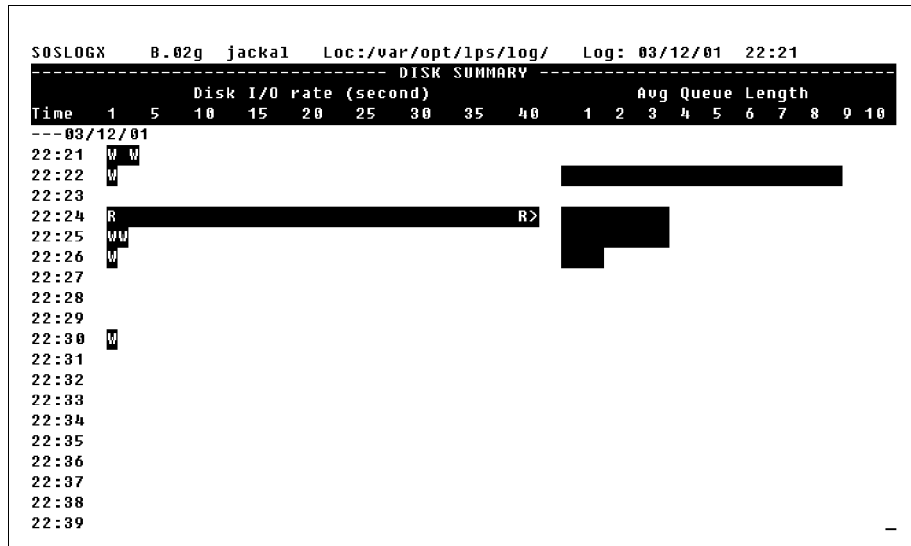 SOSLOGX B.02g jackal Loc:/var/opt/lps/log/ Log: 03/12/01 22:21
DISK SUMMARY
Disk I/O rate (second) Avg Queue Length
Time 1 5 10 15 20 25 30 35 40 1 2 3 4 5 6 7 8 9 10
---03/12/01
22:21 W W
22:22 W
22:23
22:24 R R>
22:25 WW
22:26 W
22:27
22:28
22:29
22:30 W
22:31
22:32
22:33
22:34
22:35
22:36
22:37
22:38
22:39